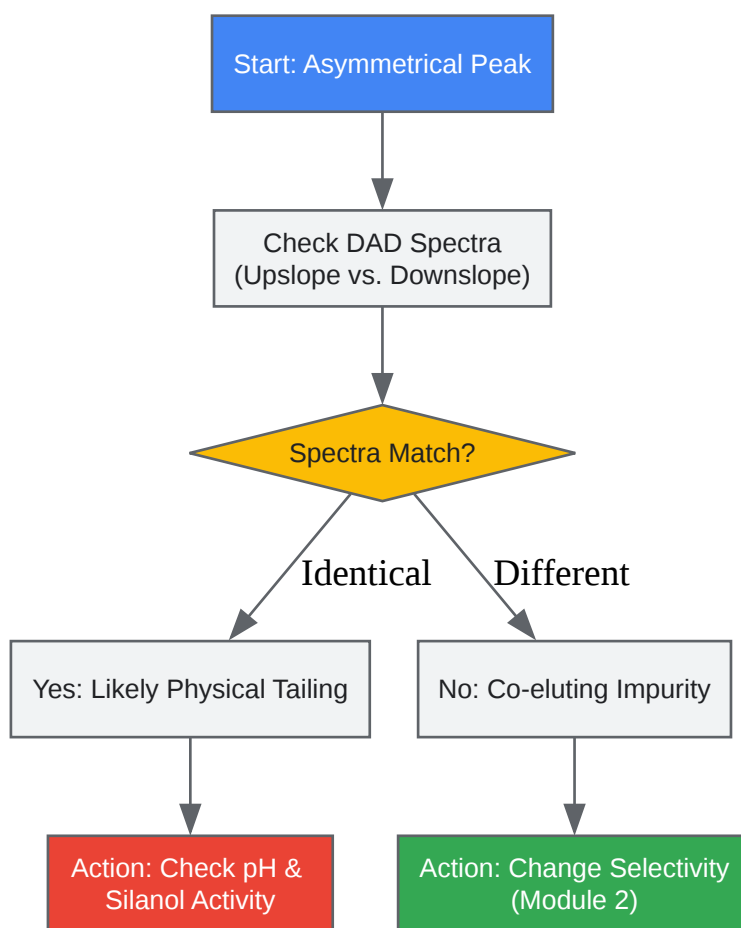 Start: Asymmetrical Peak
Check DAD Spectra
(Upslope vs. Downslope)
Spectra Match?
Identical
Different
Yes: Likely Physical Tailing
No: Co-eluting Impurity
Action: Check pH &
Silanol Activity
Action: Change Selectivity
(Module 2)